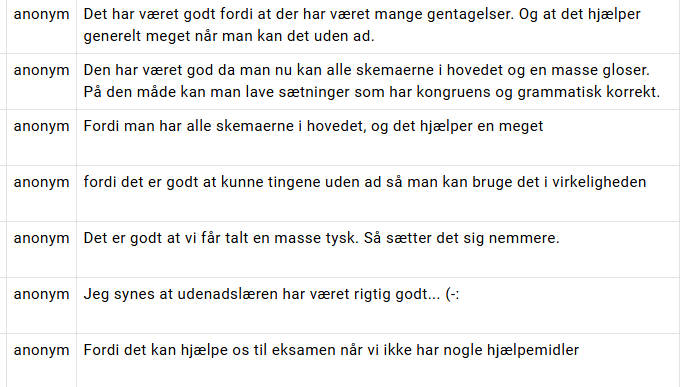 anonym Det har været godt fordi at der har været mange gentagelser. Og at det hjælper
generelt meget når man kan det uden ad.
anonym Den har været god da man nu kan alle skemaerne i hovedet og en masse gloser.
På den måde kan man lave sætninger som har kongruens og grammatisk korrekt.
anonym Fordi man har alle skemaerne i hovedet, og det hjælper en meget
anonym fordi det er godt at kunne tingene uden ad så man kan bruge det i virkeligheden
anonym Det er godt at vi får talt en masse tysk. Så sætter det sig nemmere.
anonym Jeg synes at udenadslæren har været rigtig godt... (-:
anonym Fordi det kan hjælpe os til eksamen når vi ikke har nogle hjælpemidler